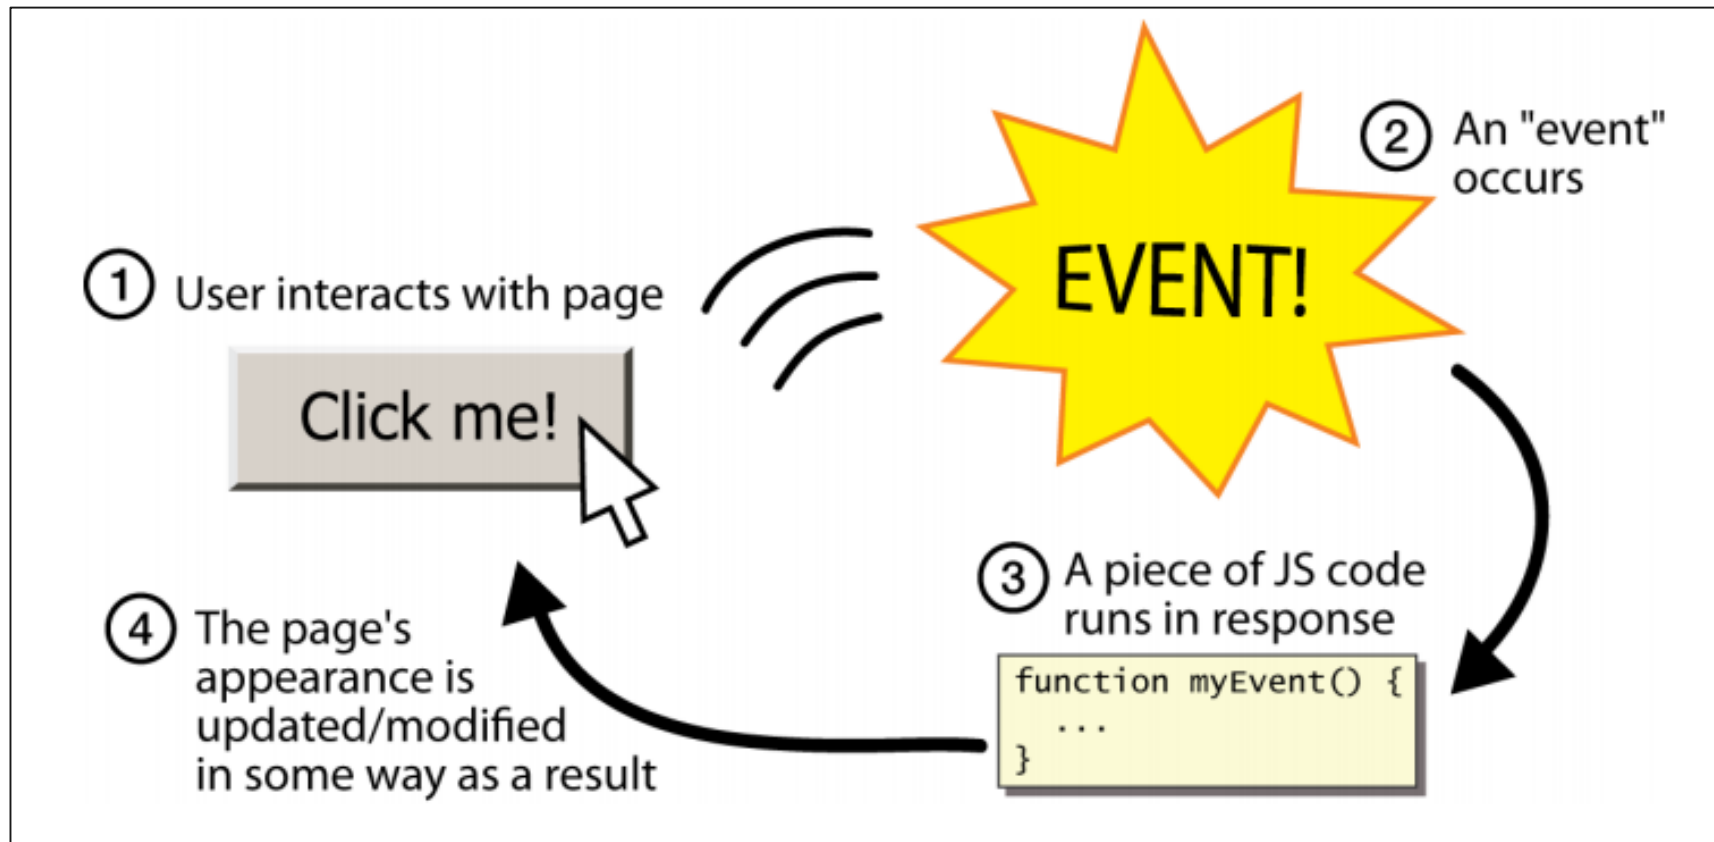 1 User interacts with page
Click me!
EVENT!
2 An "event"
occurs
3 A piece of JS code
runs in response
function myEvent() {
...
}
4 The page's
appearance is
updated/modified
in some way as a result